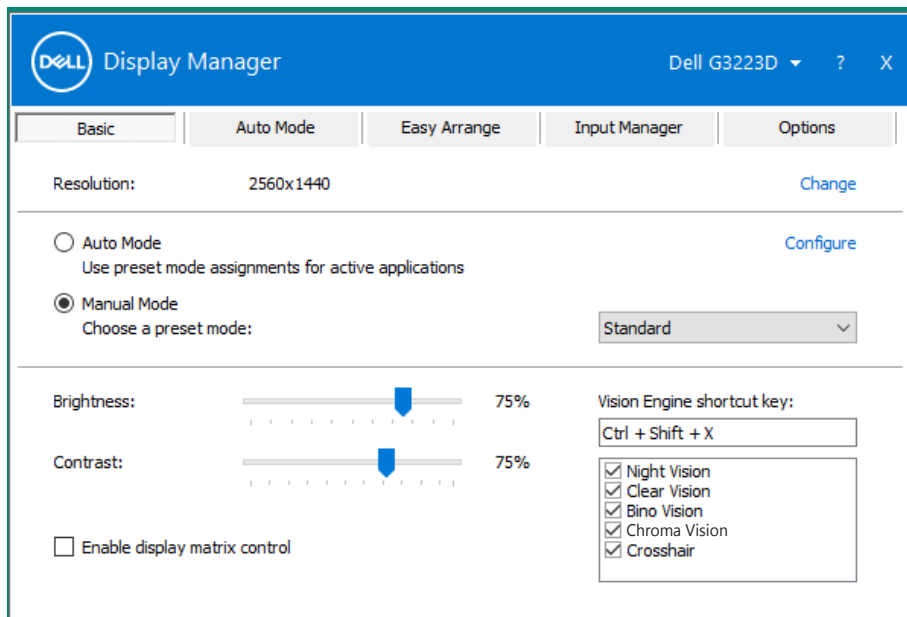 DELL Display Manager Dell G3223D ? X
Basic Auto Mode Easy Arrange Input Manager Options
Resolution: 2560x1440 Change
Auto Mode Configure
Use preset mode assignments for active applications
Manual Mode
Choose a preset mode: Standard
Brightness: 75% Vision Engine shortcut key:
Ctrl + Shift + X
Contrast: 75%
Night Vision
Clear Vision
Bino Vision
Chroma Vision
Enable display matrix control Crosshair